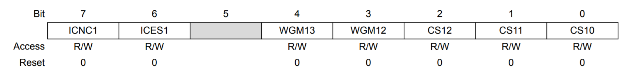 Bit 7 6 5 4 3 2 1 0
ICNC1 ICES1 WGM13 WGM12 CS12 CS11 CS10
Access R/W R/W R/W R/W R/W R/W R/W
Reset 0 0 0 0 0 0 0